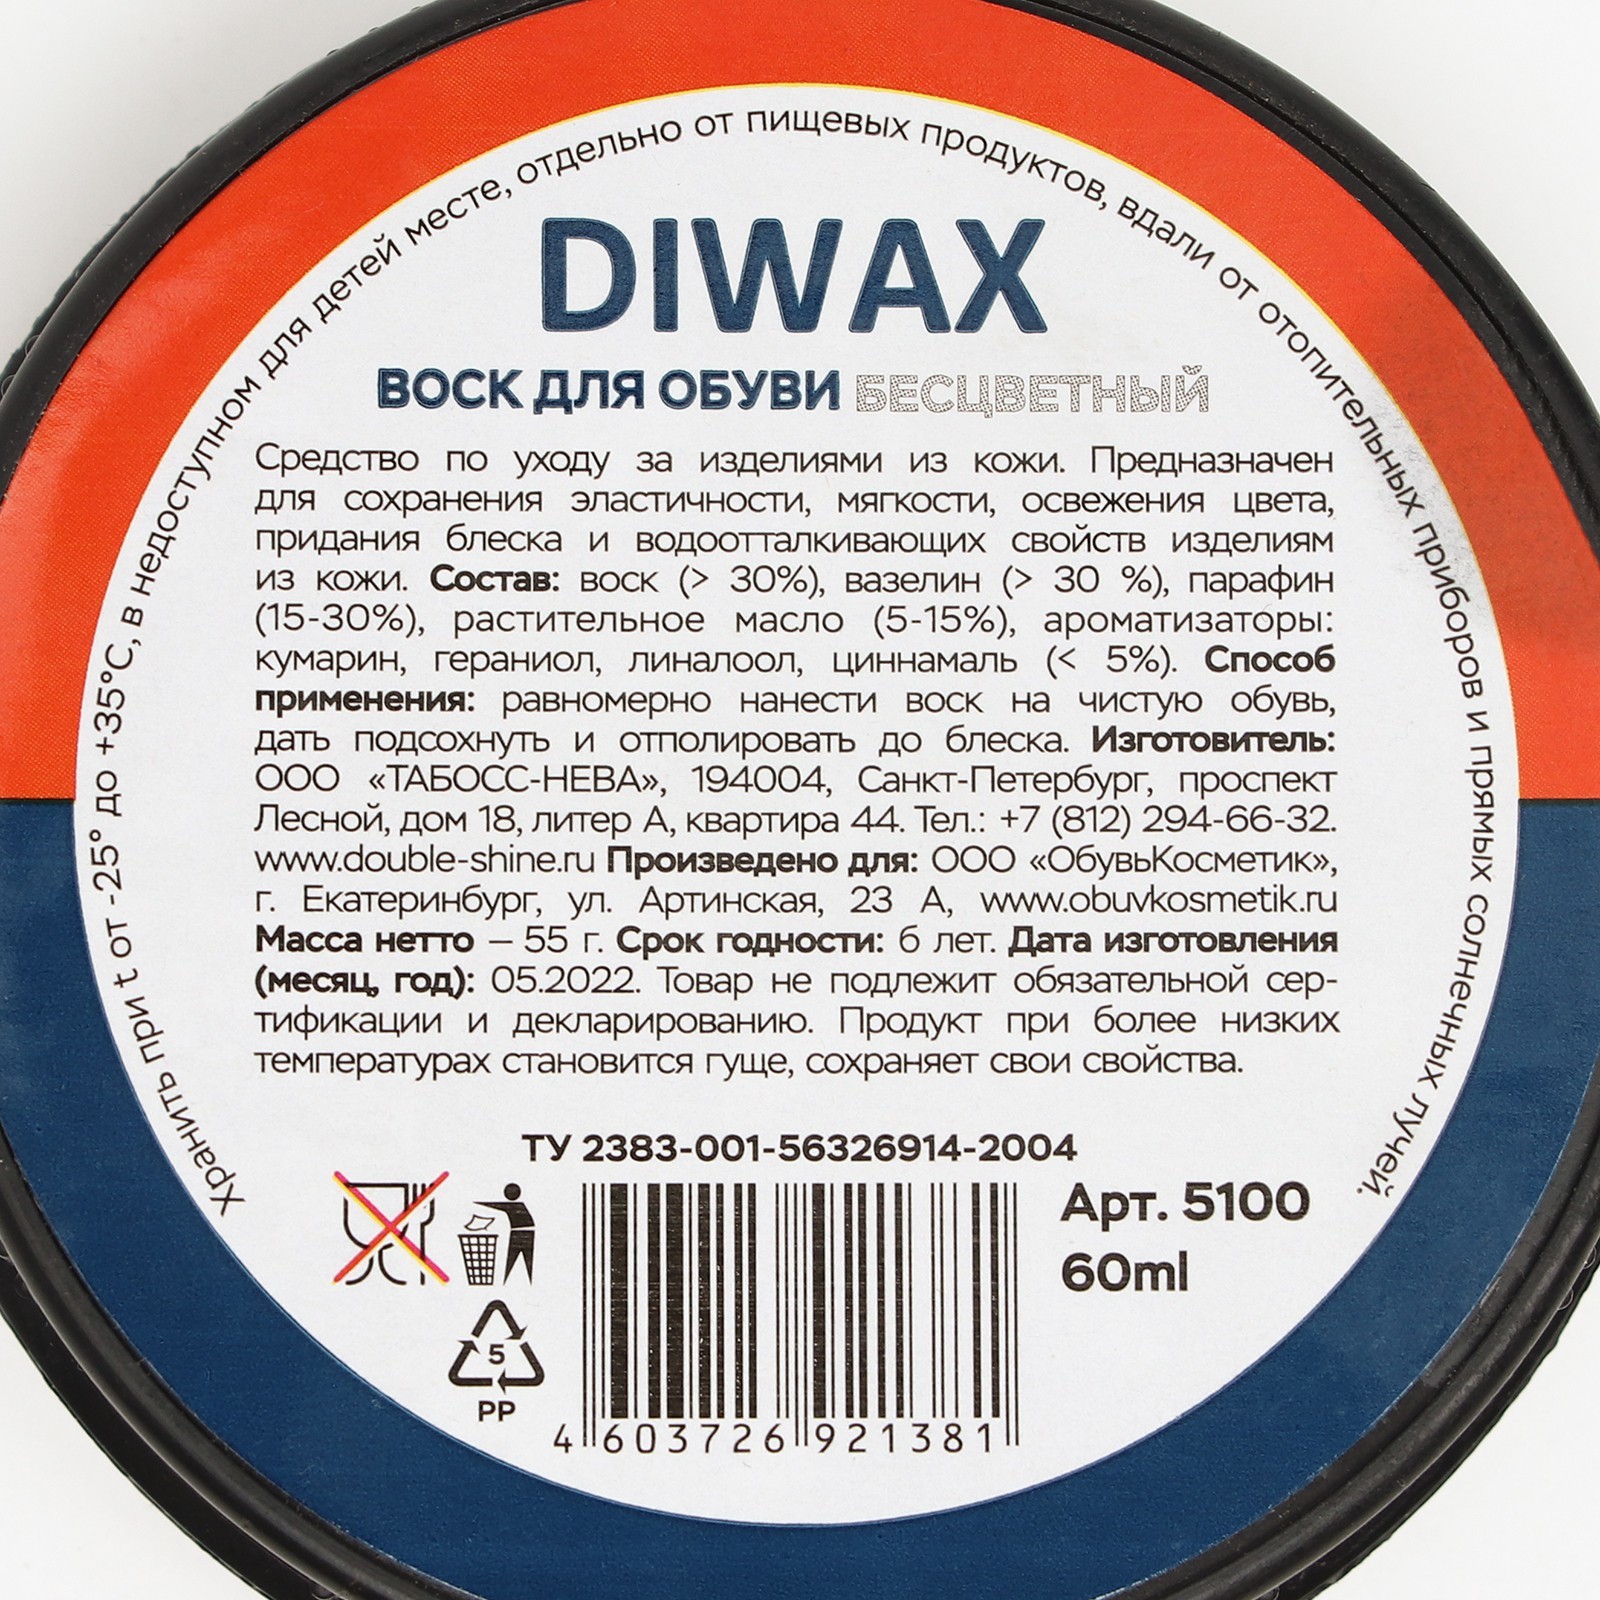 Хранить при t от -25° до +35°C, в недоступном для детей месте, отдельно от пищевых продуктов, вдали от отопительных приборов и прямых солнечных лучей.
DIWAX
ВОСК ДЛЯ ОБУВИ БЕСЦВЕТНЫЙ
Средство по уходу за изделиями из кожи. Предназначен
для сохранения эластичности, мягкости, освежения цвета,
придания блеска и водоотталкивающих свойств изделиям
из кожи. Состав: воск (> 30%), вазелин (> 30 %), парафин
(15-30%), растительное масло (5-15%), ароматизаторы:
кумарин, гераниол, линалоол, циннамаль (< 5%). Способ
применения: равномерно нанести воск на чистую обувь,
дать подсохнуть и отполировать до блеска. Изготовитель:
ООО «ТАБОСС-НЕВА», 194004, Санкт-Петербург, проспект
Лесной, дом 18, литер А, квартира 44. Тел.: +7 (812) 294-66-32.
www.double-shine.ru Произведено для: ООО «ОбувьКосметик»,
г. Екатеринбург, ул. Артинская, 23 А, www.obuvkosmetik.ru
Масса нетто – 55 г. Срок годности: 6 лет. Дата изготовления
(месяц, год): 05.2022. Товар не подлежит обязательной сер-
тификации и декларированию. Продукт при более низких
температурах становится гуще, сохраняет свои свойства.
ТУ 2383-001-56326914-2004
Арт. 5100
60ml
5
PP
4 603726 921381